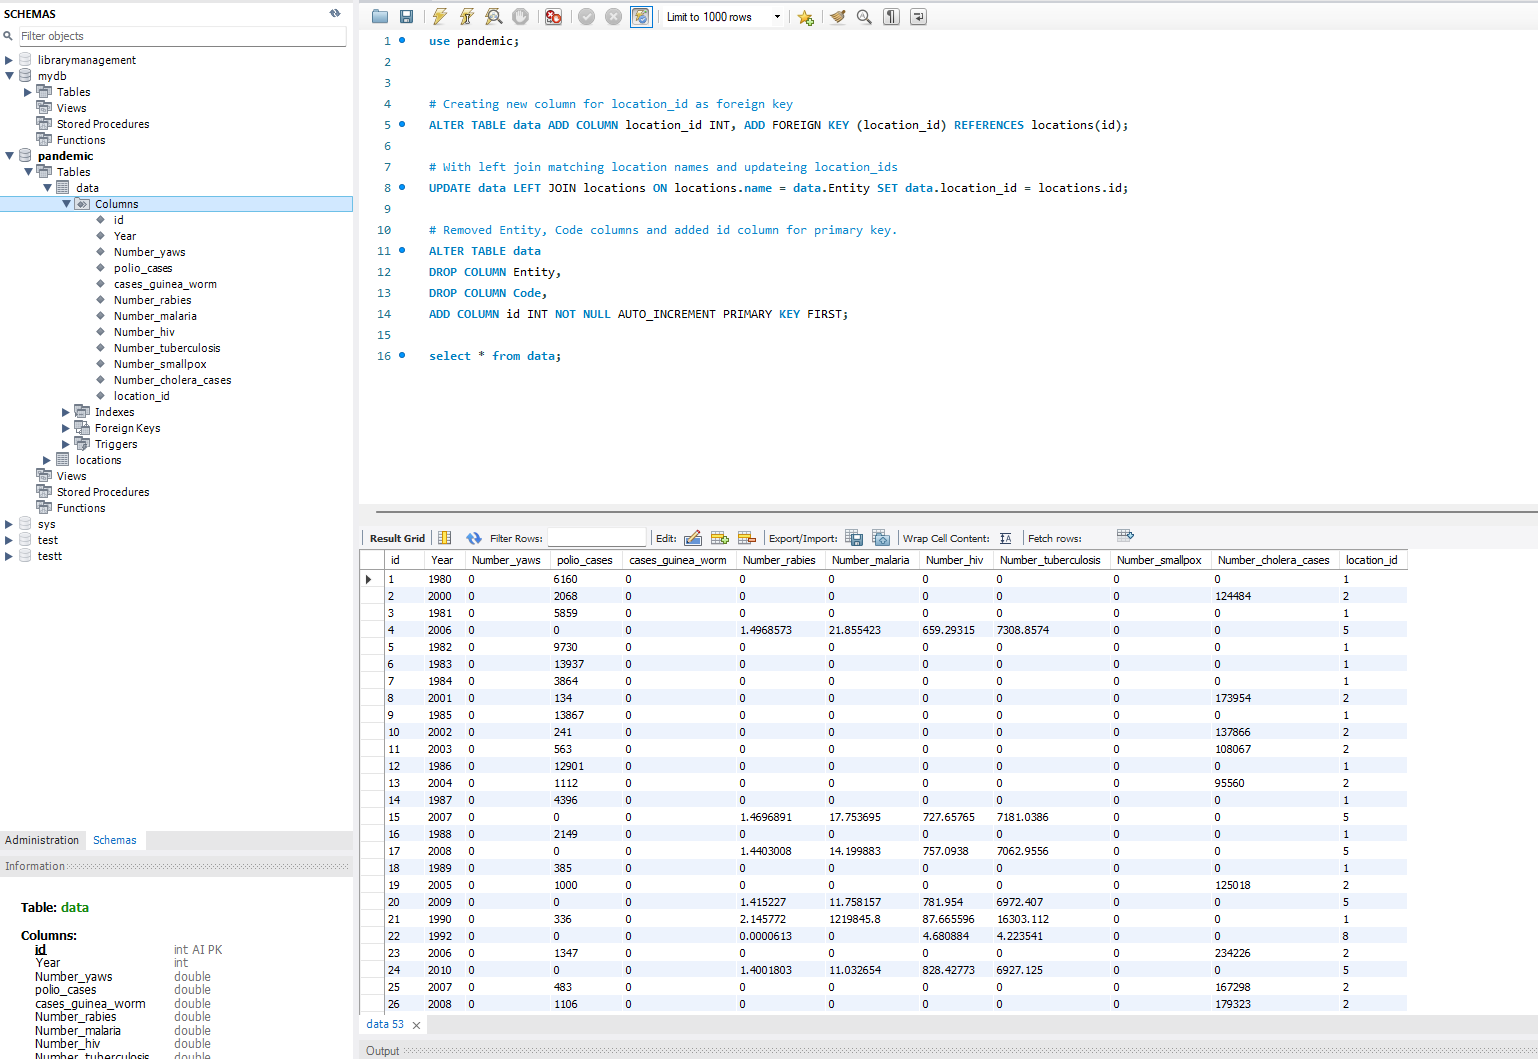 SCHEMAS
Filter objects
librarymanagement
mydb
Tables
Views
Stored Procedures
Functions
pandemic
Tables
data
Columns
id
Year
Number_yaws
polio_cases
cases_guinea_worm
Number_rabies
Number_malaria
Number_hiv
Number_tuberculosis
Number_smallpox
Number_cholera_cases
location_id
Indexes
Foreign Keys
Triggers
locations
Views
Stored Procedures
Functions
sys
test
testt
Administration Schemas
Information
Table: data
Columns:
id int AI PK
Year int
Number_yaws double
polio_cases double
cases_guinea_worm double
Number_rabies double
Number_malaria double
Number_hiv double
Number_tuberculosis double
Limit to 1000 rows
1 use pandemic;
2
3
4 # Creating new column for location_id as foreign key
5 ALTER TABLE data ADD COLUMN location_id INT, ADD FOREIGN KEY (location_id) REFERENCES locations(id);
6
7 # With left join matching location names and updateing location_ids
8 UPDATE data LEFT JOIN locations ON locations.name = data.Entity SET data.location_id = locations.id;
9
10 # Removed Entity, Code columns and added id column for primary key.
11 ALTER TABLE data
12 DROP COLUMN Entity,
13 DROP COLUMN Code,
14 ADD COLUMN id INT NOT NULL AUTO_INCREMENT PRIMARY KEY FIRST;
15
16 select * from data;
Result Grid Filter Rows: Edit: Export/Import: Wrap Cell Content: Fetch rows:
id Year Number_yaws polio_cases cases_guinea_worm Number_rabies Number_malaria Number_hiv Number_tuberculosis Number_smallpox Number_cholera_cases location_id
1 1980 0 6160 0 0 0 0 0 0 0 1
2 2000 0 2068 0 0 0 0 0 0 124484 2
3 1981 0 5859 0 0 0 0 0 0 0 1
4 2006 0 0 0 1.4968573 21.855423 659.29315 7308.8574 0 0 5
5 1982 0 9730 0 0 0 0 0 0 0 1
6 1983 0 13937 0 0 0 0 0 0 0 1
7 1984 0 3864 0 0 0 0 0 0 0 1
8 2001 0 134 0 0 0 0 0 0 173954 2
9 1985 0 13867 0 0 0 0 0 0 0 1
10 2002 0 241 0 0 0 0 0 0 137866 2
11 2003 0 563 0 0 0 0 0 0 108067 2
12 1986 0 12901 0 0 0 0 0 0 0 1
13 2004 0 1112 0 0 0 0 0 0 95560 2
14 1987 0 4396 0 0 0 0 0 0 0 1
15 2007 0 0 0 1.4696891 17.753695 727.65765 7181.0386 0 0 5
16 1988 0 2149 0 0 0 0 0 0 0 1
17 2008 0 0 0 1.4403008 14.199883 757.0938 7062.9556 0 0 5
18 1989 0 385 0 0 0 0 0 0 0 1
19 2005 0 1000 0 0 0 0 0 0 125018 2
20 2009 0 0 0 1.415227 11.758157 781.954 6972.407 0 0 5
21 1990 0 336 0 2.145772 1219845.8 87.665596 16303.112 0 0 1
22 1992 0 0 0 0.0000613 0 4.680884 4.223541 0 0 8
23 2006 0 1347 0 0 0 0 0 0 234226 2
24 2010 0 0 0 1.4001803 11.032654 828.42773 6927.125 0 0 5
25 2007 0 483 0 0 0 0 0 0 167298 2
26 2008 0 1106 0 0 0 0 0 0 179323 2
data 53
Output